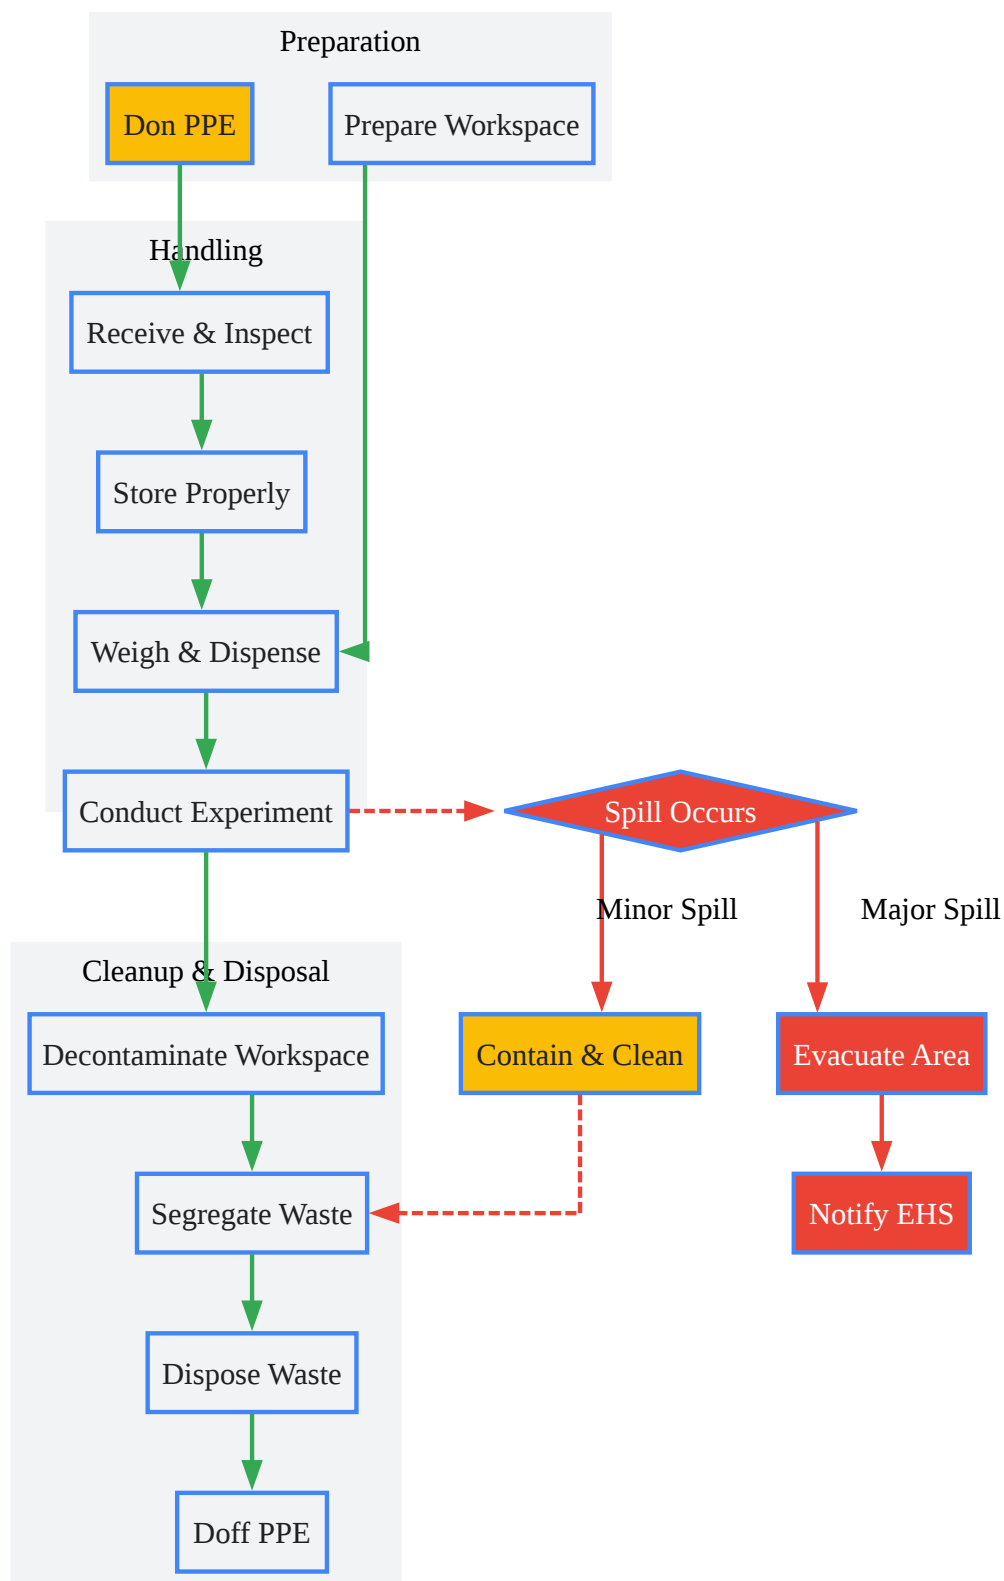 Preparation
Don PPE
Prepare Workspace
Handling
Receive & Inspect
Store Properly
Weigh & Dispense
Conduct Experiment
Spill Occurs
Minor Spill
Major Spill
Cleanup & Disposal
Decontaminate Workspace
Contain & Clean
Evacuate Area
Segregate Waste
Notify EHS
Dispose Waste
Doff PPE